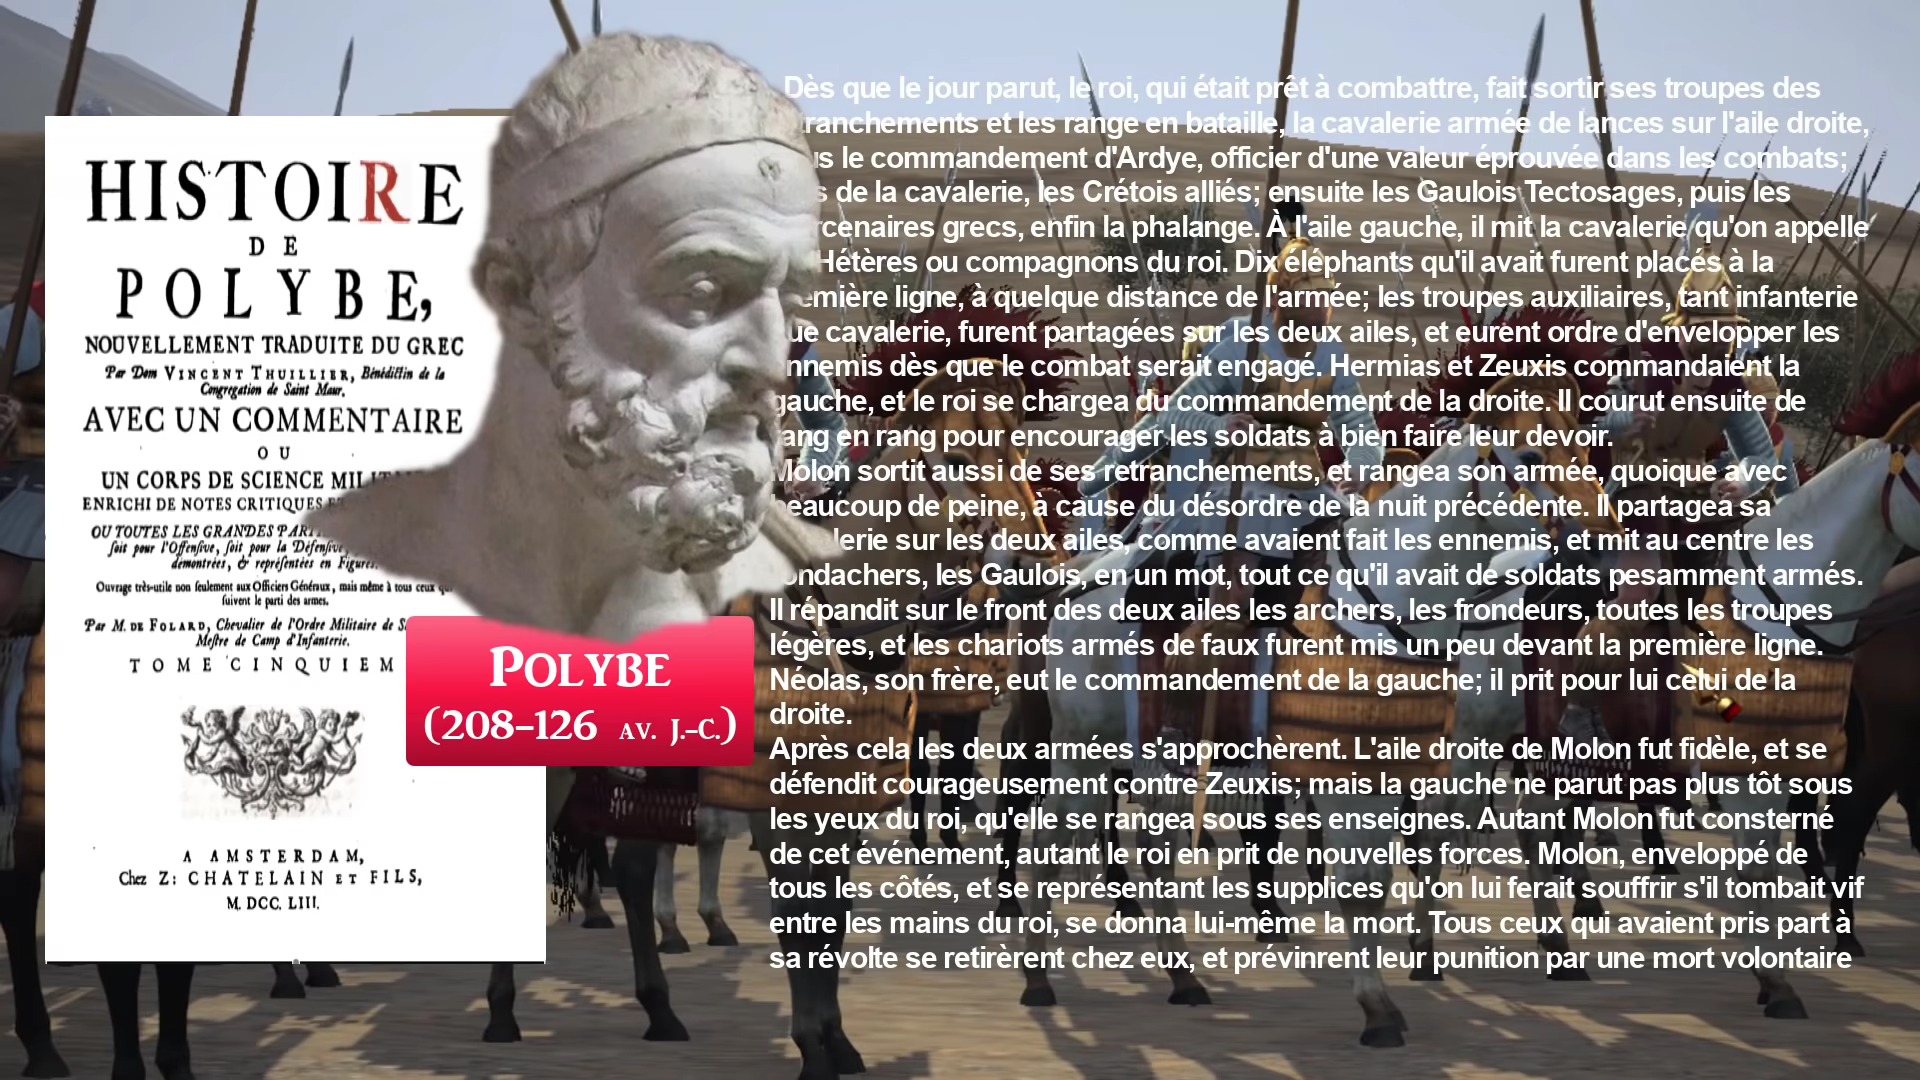 HISTOIRE
DE
POLYBE,
NOUVELLEMENT TRADUITE DU GREC
Par Dom VINCENT THUILLIER, Bénédictin de la
Congregation de Saint Maur.
AVEC UN COMMENTAIRE
OU
UN CORPS DE SCIENCE
ENRICHI DE NOTES CRITIQUES
OU TOUTES LES GRANDES
soit pour l'Offensive, soit pour la Défensive,
démontrées, & représentées en Figures.
Ouvrage très-utile non seulement aux Officiers Généraux, mais même à tous ceux
suivent le parti des armes.
Par M. DE FOLARD, Chevalier de l'Ordre Militaire de
Mestre de Camp d'Infanterie.
TOME CINQUIEM
A AMSTERDAM,
Chez Z: CHATELAIN ET FILS,
M. DCC. LIII.
POLYBE
(208-126 AV. J.-C.)
Dès que le jour parut, le roi, qui était prêt à combattre, fait sortir ses troupes des
ranchements et les range en bataille, la cavalerie armée de lances sur l'aile droite,
le commandement d'Ardye, officier d'une valeur éprouvée dans les combats;
de la cavalerie, les Crétois alliés; ensuite les Gaulois Tectosages, puis les
rcenaires grecs, enfin la phalange. À l'aile gauche, il mit la cavalerie qu'on appelle
Hétères ou compagnons du roi. Dix éléphants qu'il avait furent placés à la
emière ligne, à quelque distance de l'armée; les troupes auxiliaires, tant infanterie
ue cavalerie, furent partagées sur les deux ailes, et eurent ordre d'envelopper les
nnemis dès que le combat serait engagé. Hermias et Zeuxis commandaient la
gauche, et le roi se chargea du commandement de la droite. Il courut ensuite de
ang en rang pour encourager les soldats à bien faire leur devoir.
Molon sortit aussi de ses retranchements, et rangea son armée, quoique avec
beaucoup de peine, à cause du désordre de la nuit précédente. Il partagea sa
lerie sur les deux ailes, comme avaient fait les ennemis, et mit au centre les
ondachers, les Gaulois, en un mot, tout ce qu'il avait de soldats pesamment armés.
Il répandit sur le front des deux ailes les archers, les frondeurs, toutes les troupes
légères, et les chariots armés de faux furent mis un peu devant la première ligne.
Néolas, son frère, eut le commandement de la gauche; il prit pour lui celui de la
droite.
Après cela les deux armées s'approchèrent. L'aile droite de Molon fut fidèle, et se
défendit courageusement contre Zeuxis; mais la gauche ne parut pas plus tôt sous
les yeux du roi, qu'elle se rangea sous ses enseignes. Autant Molon fut consterné
de cet événement, autant le roi en prit de nouvelles forces. Molon, enveloppé de
tous les côtés, et se représentant les supplices qu'on lui ferait souffrir s'il tombait vif
entre les mains du roi, se donna lui-même la mort. Tous ceux qui avaient pris part à
sa révolte se retirèrent chez eux, et prévinrent leur punition par une mort volontaire